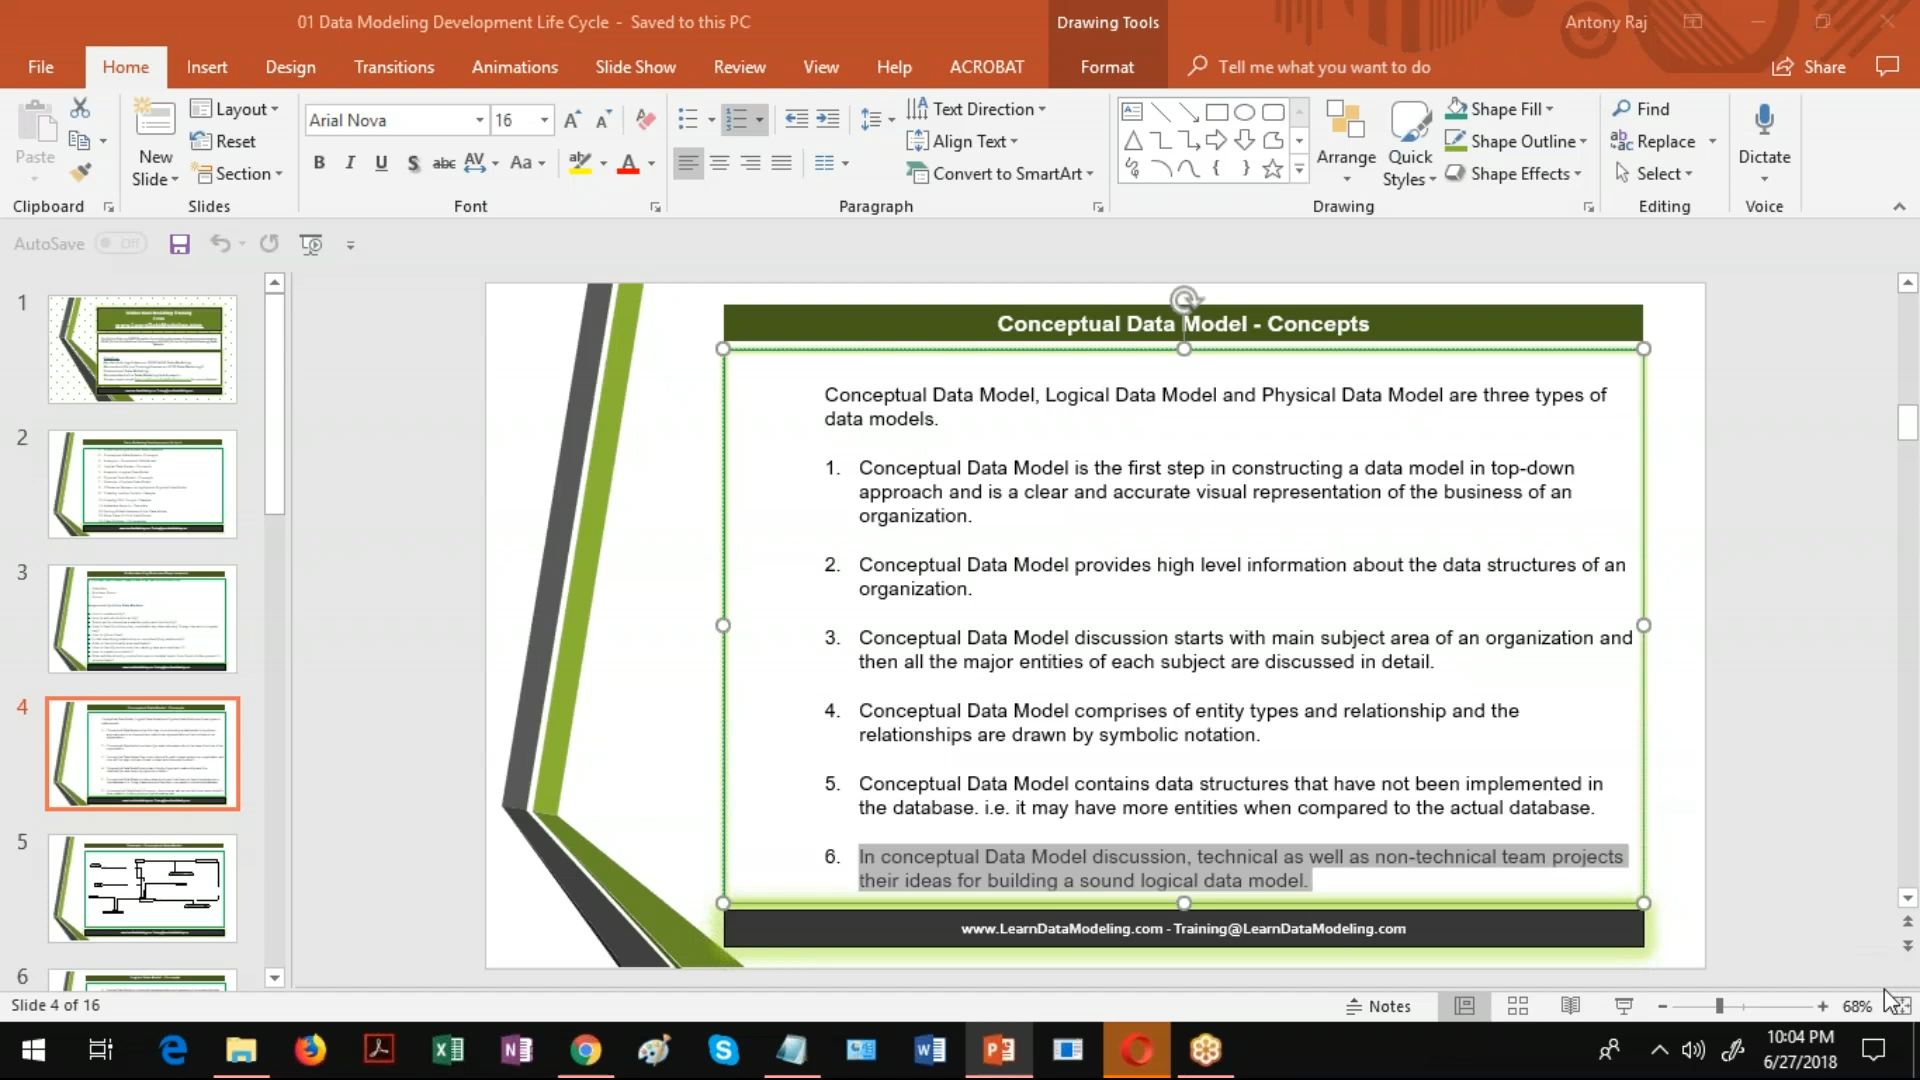 01 Data Modeling Development Life Cycle - Saved to this PC
Drawing Tools
Antony Raj
File
Home
Insert
Design
Transitions
Animations
Slide Show
Review
View
Help
ACROBAT
Format
Tell me what you want to do
Share
Paste
Clipboard
New
Slide
Layout
Reset
Section
Slides
Arial Nova
16
B I U S abc AV Aa A
Font
Text Direction
Align Text
Convert to SmartArt
Paragraph
Arrange
Quick
Styles
Shape Fill
Shape Outline
Shape Effects
Drawing
Find
Replace
Select
Editing
Dictate
Voice
AutoSave Off
1
2
3
4
5
6
Conceptual Data Model - Concepts
Conceptual Data Model, Logical Data Model and Physical Data Model are three types of
data models.
1. Conceptual Data Model is the first step in constructing a data model in top-down
approach and is a clear and accurate visual representation of the business of an
organization.
2. Conceptual Data Model provides high level information about the data structures of an
organization.
3. Conceptual Data Model discussion starts with main subject area of an organization and
then all the major entities of each subject are discussed in detail.
4. Conceptual Data Model comprises of entity types and relationship and the
relationships are drawn by symbolic notation.
5. Conceptual Data Model contains data structures that have not been implemented in
the database. i.e. it may have more entities when compared to the actual database.
6. In conceptual Data Model discussion, technical as well as non-technical team projects
their ideas for building a sound logical data model.
www.LearnDataModeling.com - Training@LearnDataModeling.com
Slide 4 of 16
Notes
68%
10:04 PM
6/27/2018